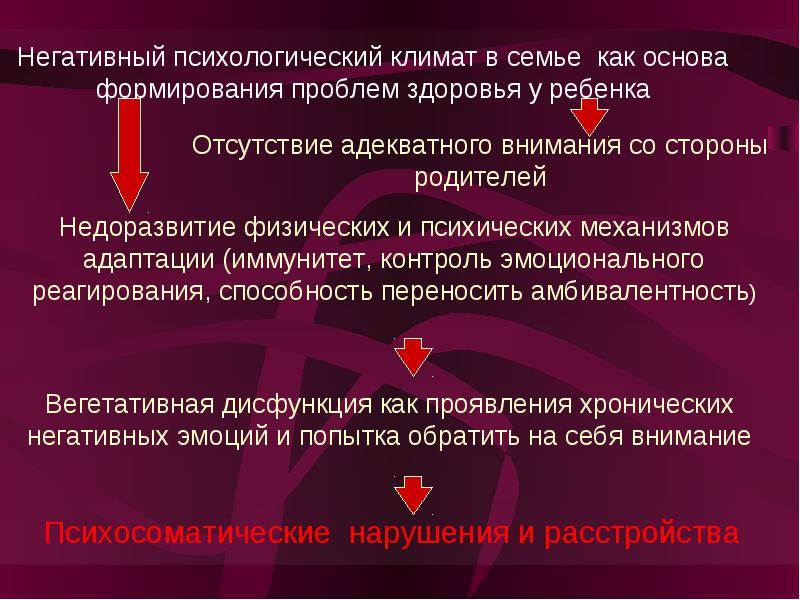 Негативный психологический климат в семье как основа
формирования проблем здоровья у ребенка
Отсутствие адекватного внимания со стороны
родителей
Недоразвитие физических и психических механизмов
адаптации (иммунитет, контроль эмоционального
реагирования, способность переносить амбивалентность)
Вегетативная дисфункция как проявления хронических
негативных эмоций и попытка обратить на себя внимание
Психосоматические нарушения и расстройства